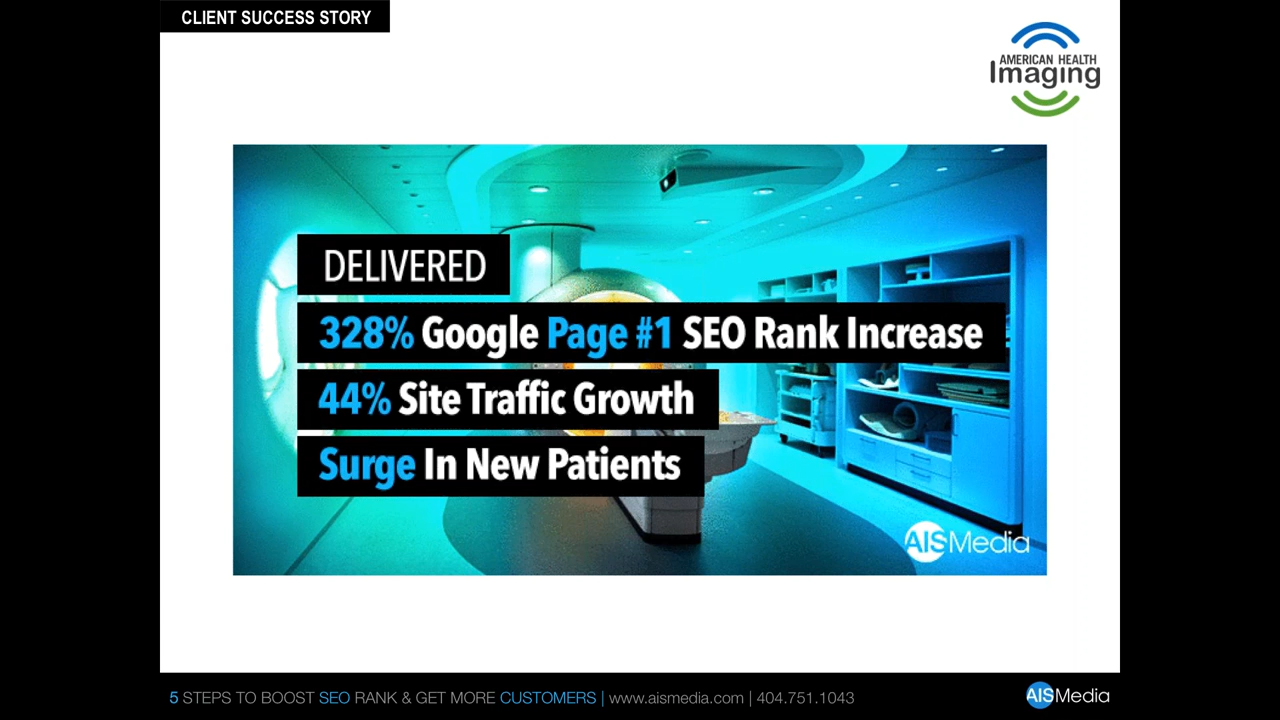 CLIENT SUCCESS STORY
AMERICAN HEALTH
Imaging
DELIVERED
328% Google Page #1 SEO Rank Increase
44% Site Traffic Growth
Surge In New Patients
AISMedia
5 STEPS TO BOOST SEO RANK & GET MORE CUSTOMERS | www.aismedia.com | 404.751.1043
AISMedia